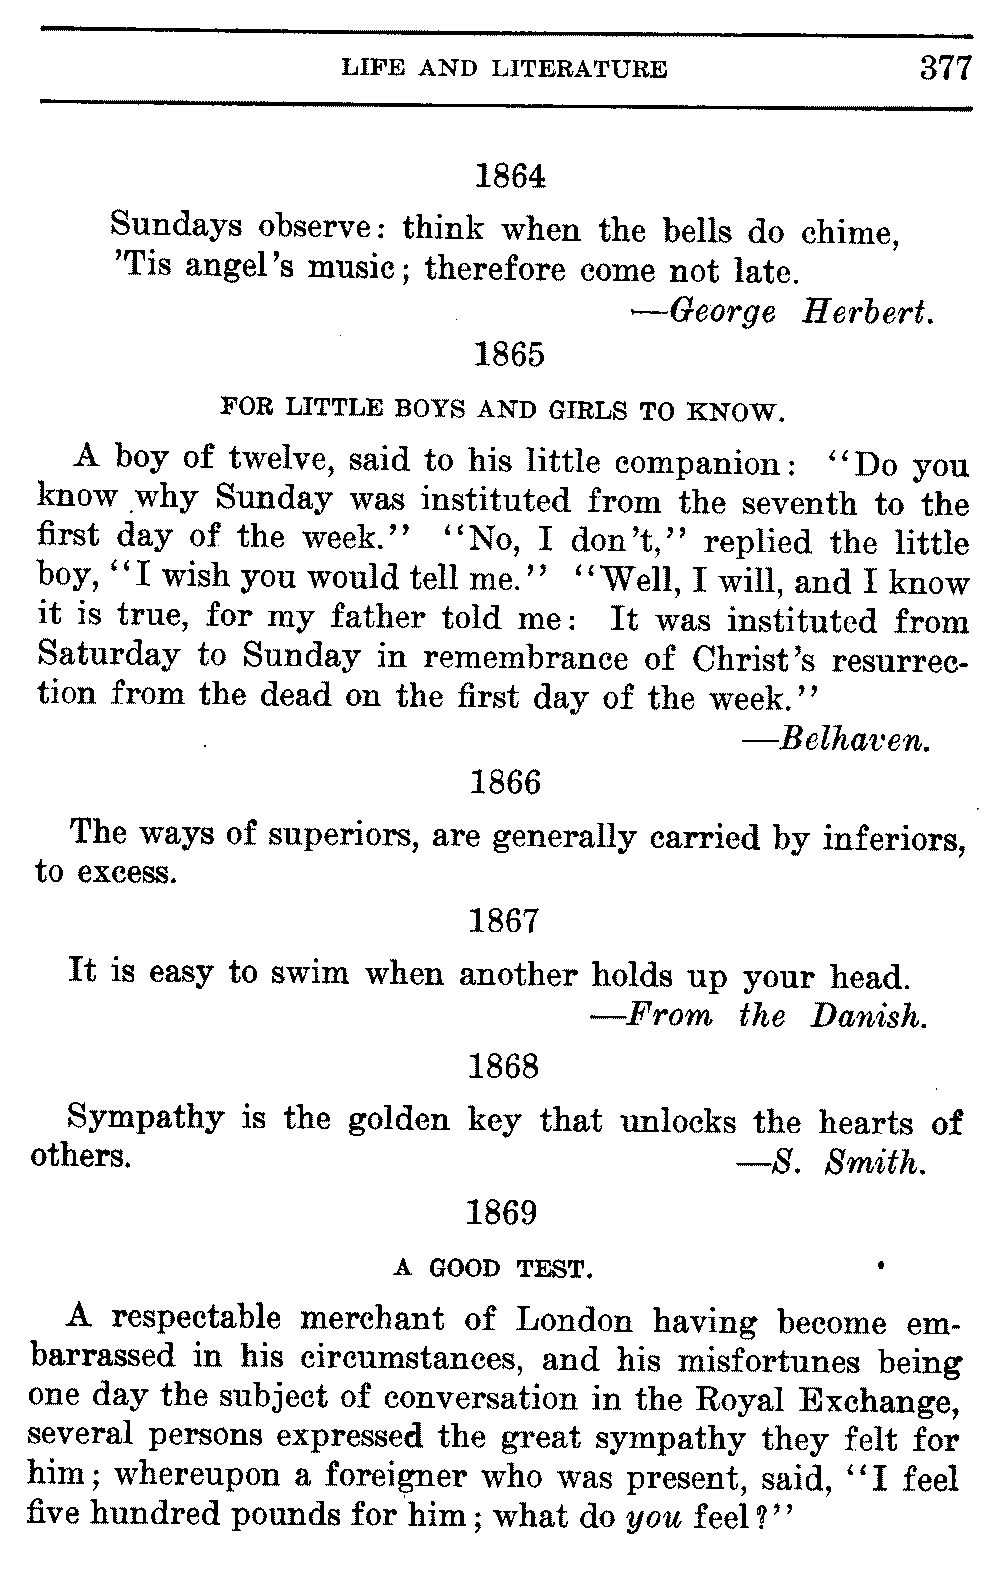 LIFE AND LITERATURE 377
1864
Sundays observe: think when the bells do chime,
'Tis angel's music; therefore come not late.
—George Herbert.
1865
FOR LITTLE BOYS AND GIRLS TO KNOW.
A boy of twelve, said to his little companion: "Do you
know why Sunday was instituted from the seventh to the
first day of the week." "No, I don't," replied the little
boy, "I wish you would tell me." "Well, I will, and I know
it is true, for my father told me: It was instituted from
Saturday to Sunday in remembrance of Christ's resurrec-
tion from the dead on the first day of the week."
—Belhaven.
1866
The ways of superiors, are generally carried by inferiors,
to excess.
1867
It is easy to swim when another holds up your head.
—From the Danish.
1868
Sympathy is the golden key that unlocks the hearts of
others. —S. Smith.
1869
A GOOD TEST.
A respectable merchant of London having become em-
barrassed in his circumstances, and his misfortunes being
one day the subject of conversation in the Royal Exchange,
several persons expressed the great sympathy they felt for
him; whereupon a foreigner who was present, said, "I feel
five hundred pounds for him; what do you feel?"